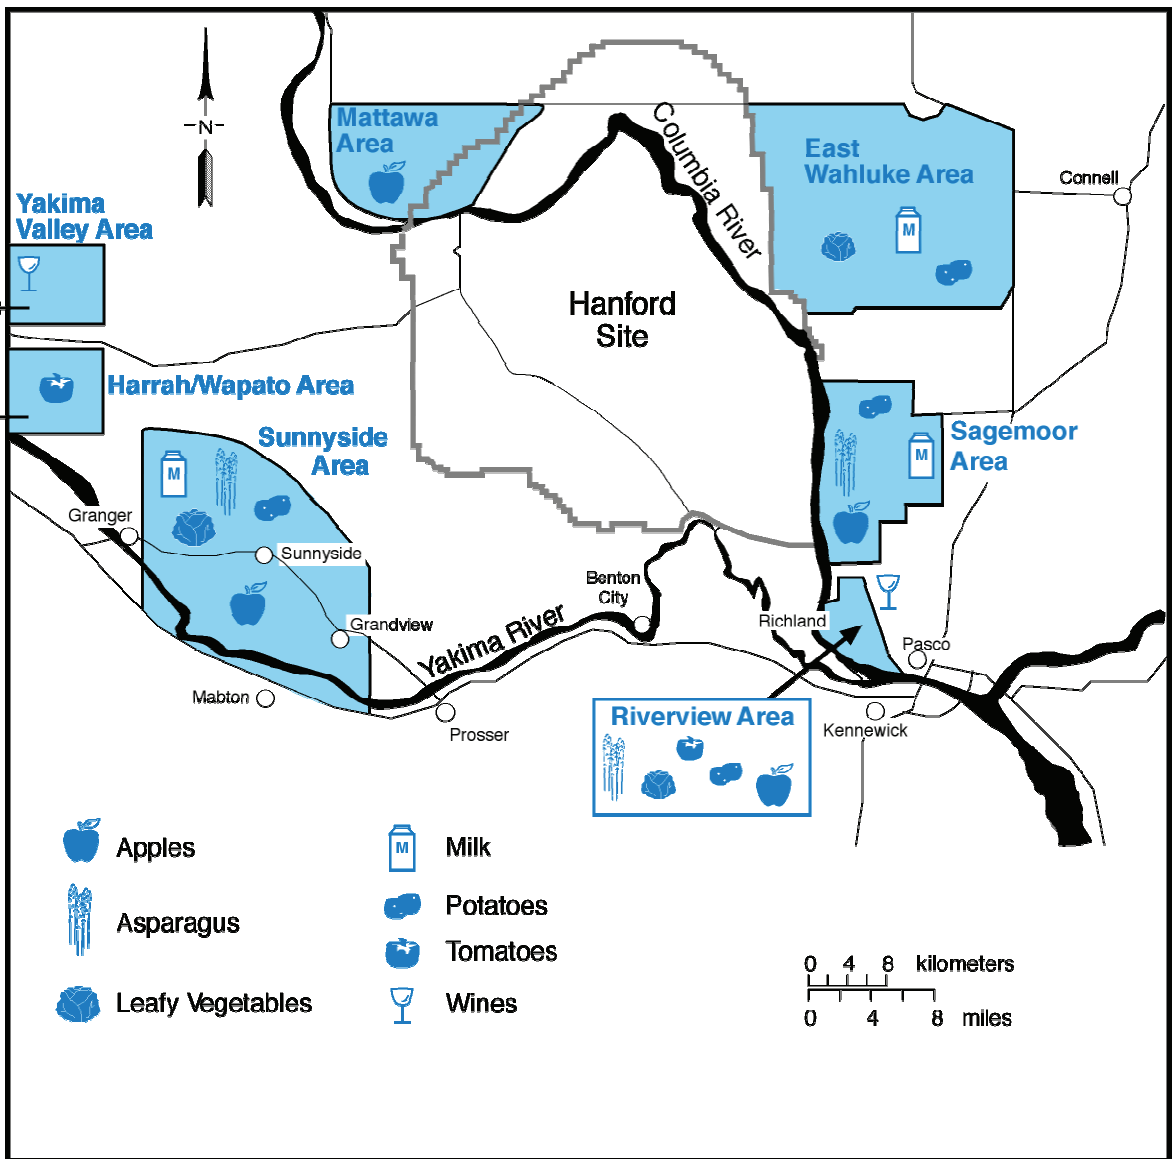 N
Mattawa
Area
Columbia River
East
Wahluke Area
M
Connell
Yakima
Valley Area
Hanford
Site
Harrah/Wapato Area
Sunnyside
Area
M
Sagemoor
Area
M
Granger
Sunnyside
Benton
City
Grandview
Yakima River
Richland
Pasco
Mabton
Prosser
Kennewick
Riverview Area
Apples
M
Milk
Asparagus
Potatoes
Tomatoes
Leafy Vegetables
Wines
0 4 8 kilometers
0 4 8 miles